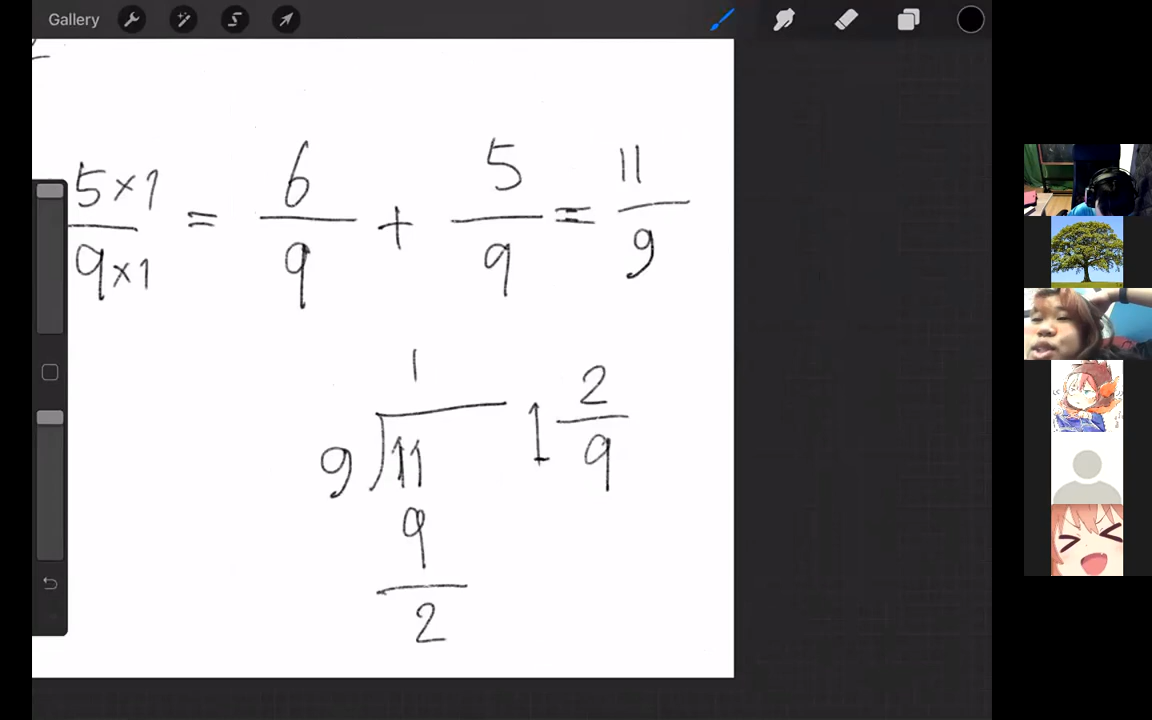 Gallery
5×1 / 9×1 = 6/9 + 5/9 = 11/9
1
9 ) 11 1 2/9
9
2